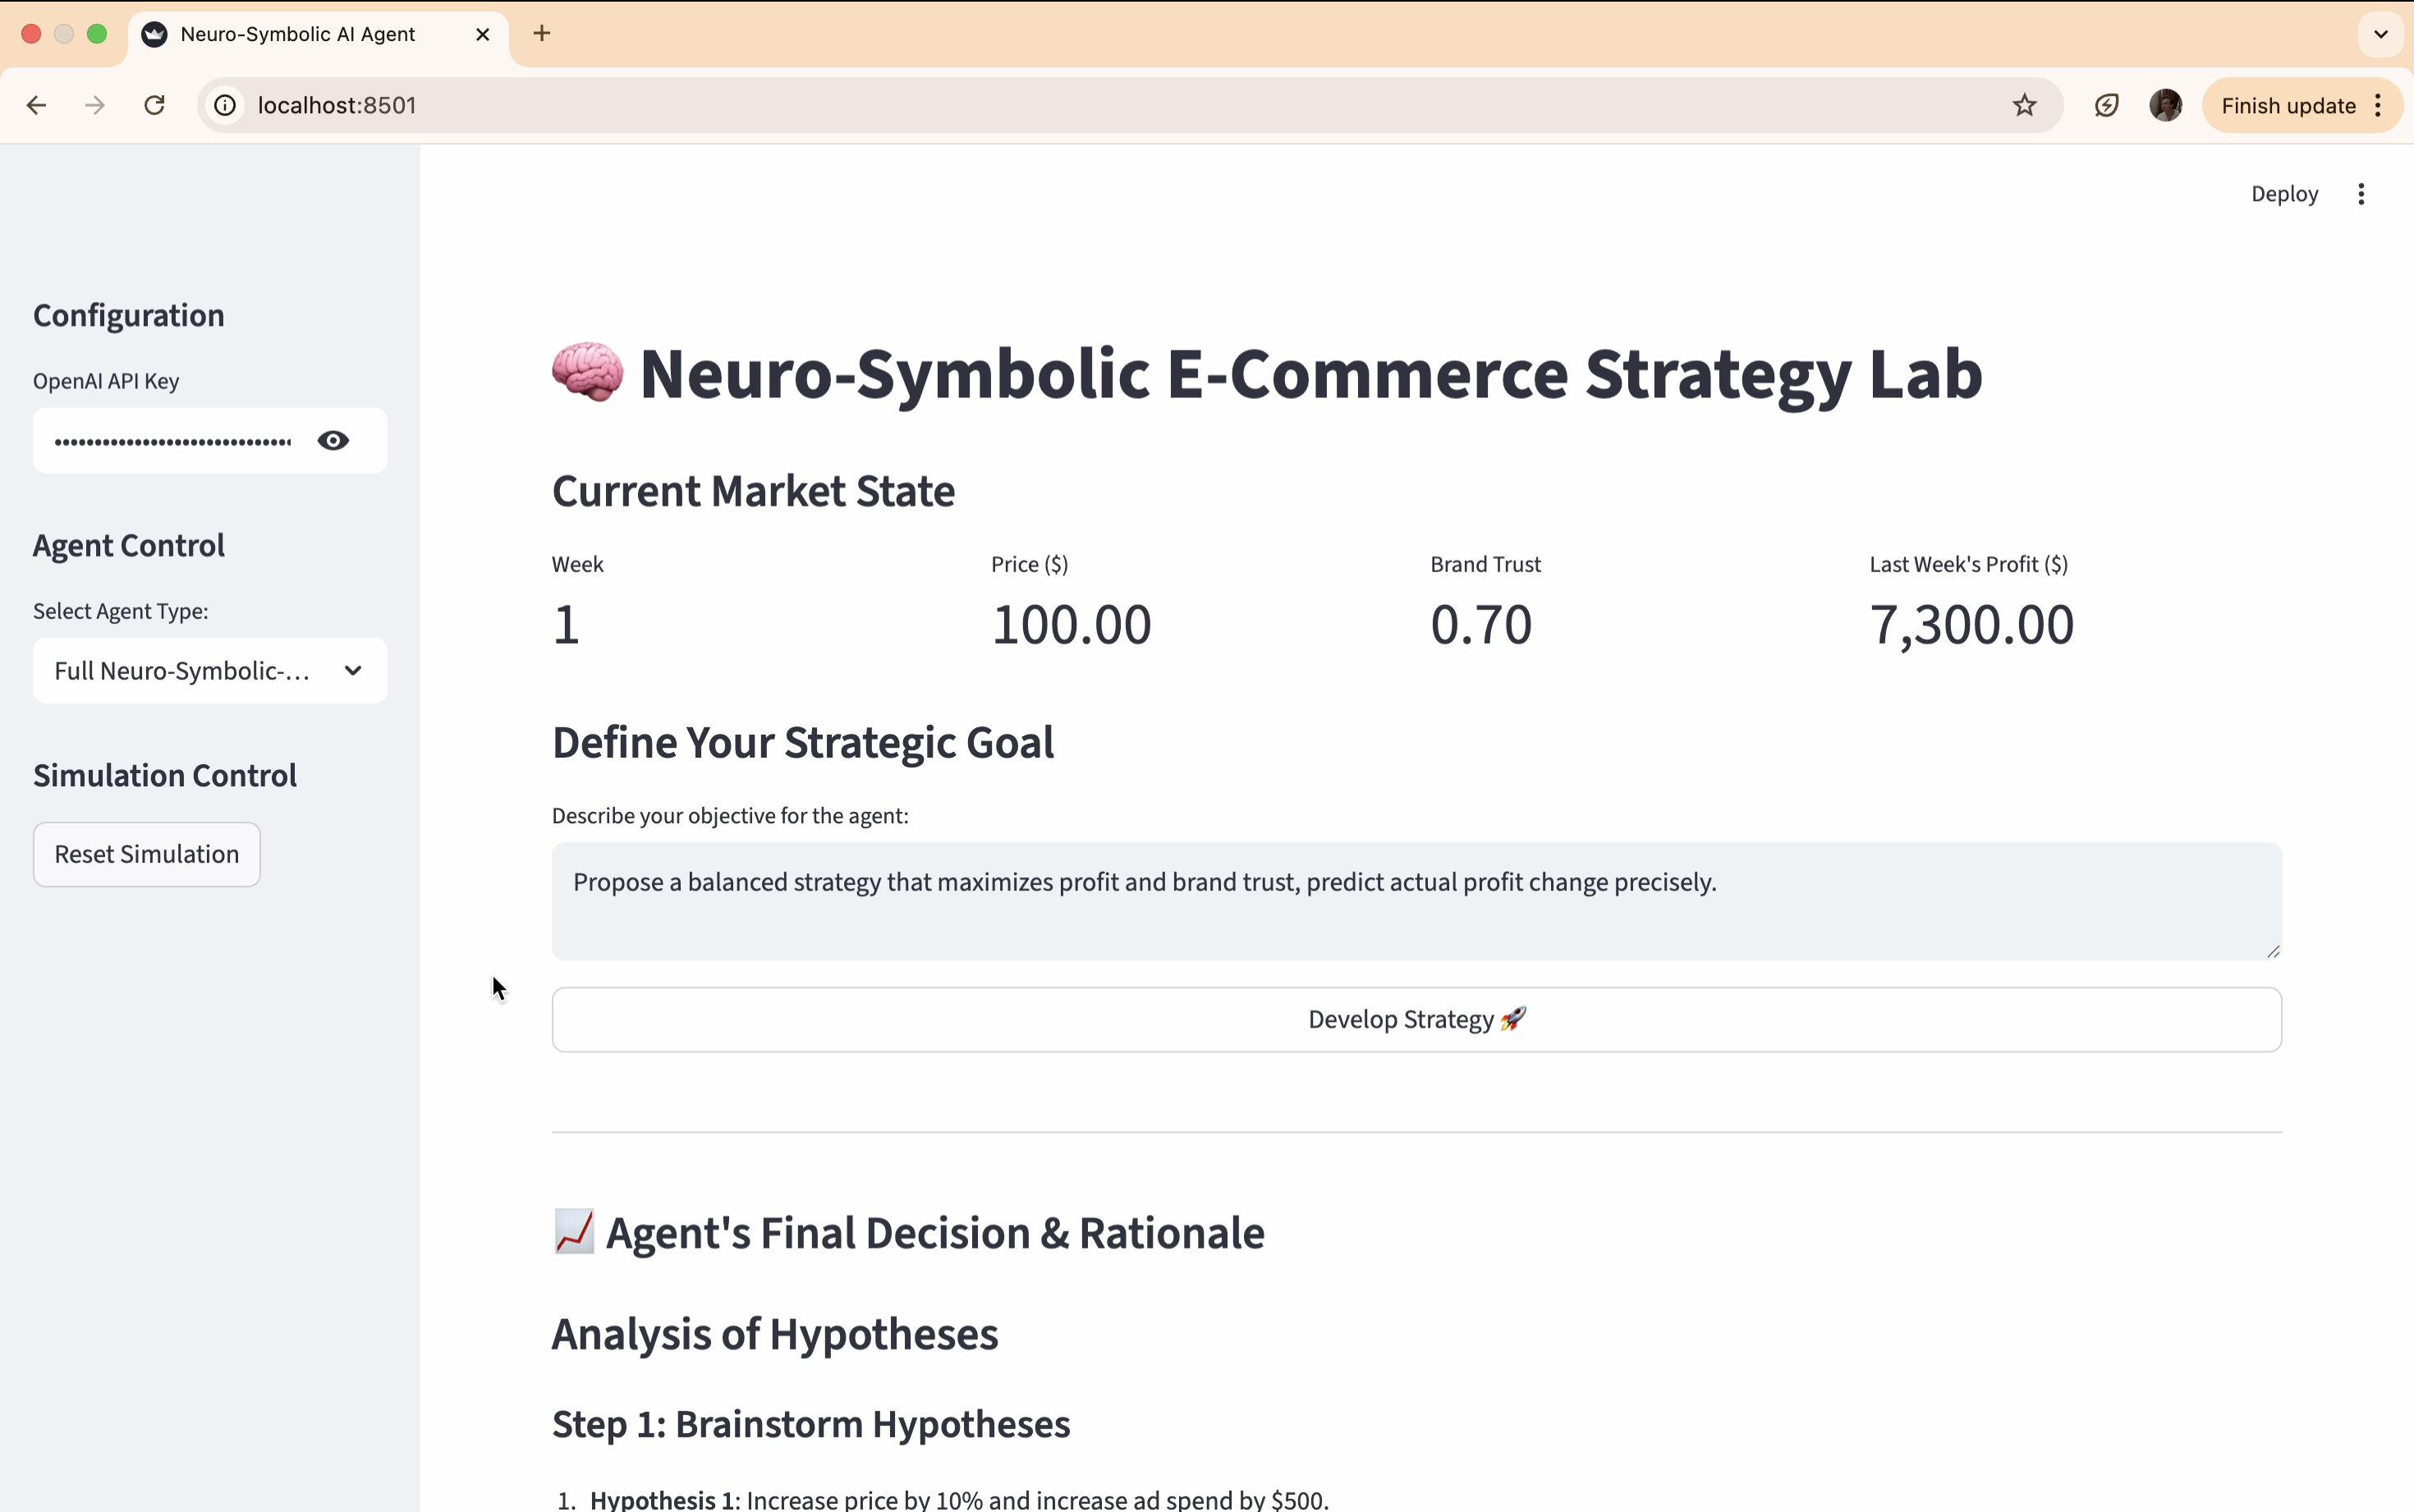 Neuro-Symbolic AI Agent
localhost:8501
Finish update
Deploy
Configuration
OpenAI API Key
Agent Control
Select Agent Type:
Full Neuro-Symbolic-...
Simulation Control
Reset Simulation
🧠 Neuro-Symbolic E-Commerce Strategy Lab
Current Market State
Week Price ($) Brand Trust Last Week's Profit ($)
1 100.00 0.70 7,300.00
Define Your Strategic Goal
Describe your objective for the agent:
Propose a balanced strategy that maximizes profit and brand trust, predict actual profit change precisely.
Develop Strategy 🚀
📈 Agent's Final Decision & Rationale
Analysis of Hypotheses
Step 1: Brainstorm Hypotheses
1. Hypothesis 1: Increase price by 10% and increase ad spend by $500.